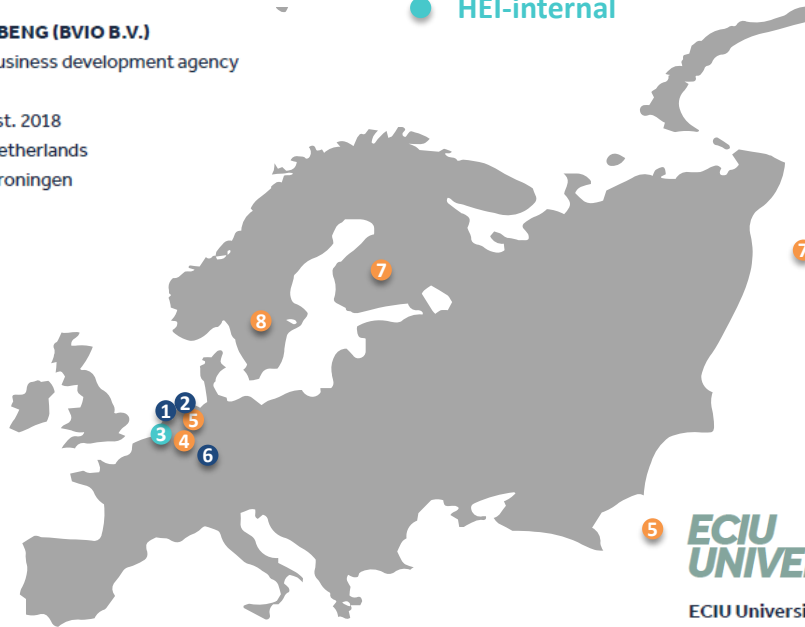 HEI-internal
BENG (BVIO B.V.)
usiness development agency
st. 2018
etherlands
roningen
7
7
8
2
1
5
3
4
6
5
ECIU
UNIVE
ECIU Universi